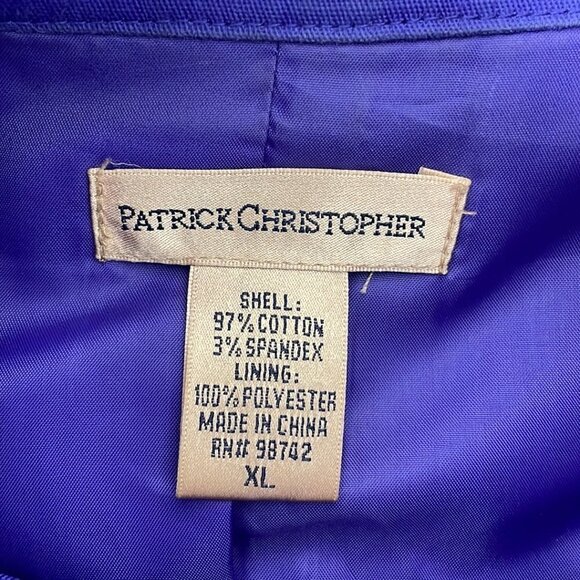 PATRICK CHRISTOPHER
SHELL:
97% COTTON
3% SPANDEX
LINING:
100% POLYESTER
MADE IN CHINA
RN# 98742
XL